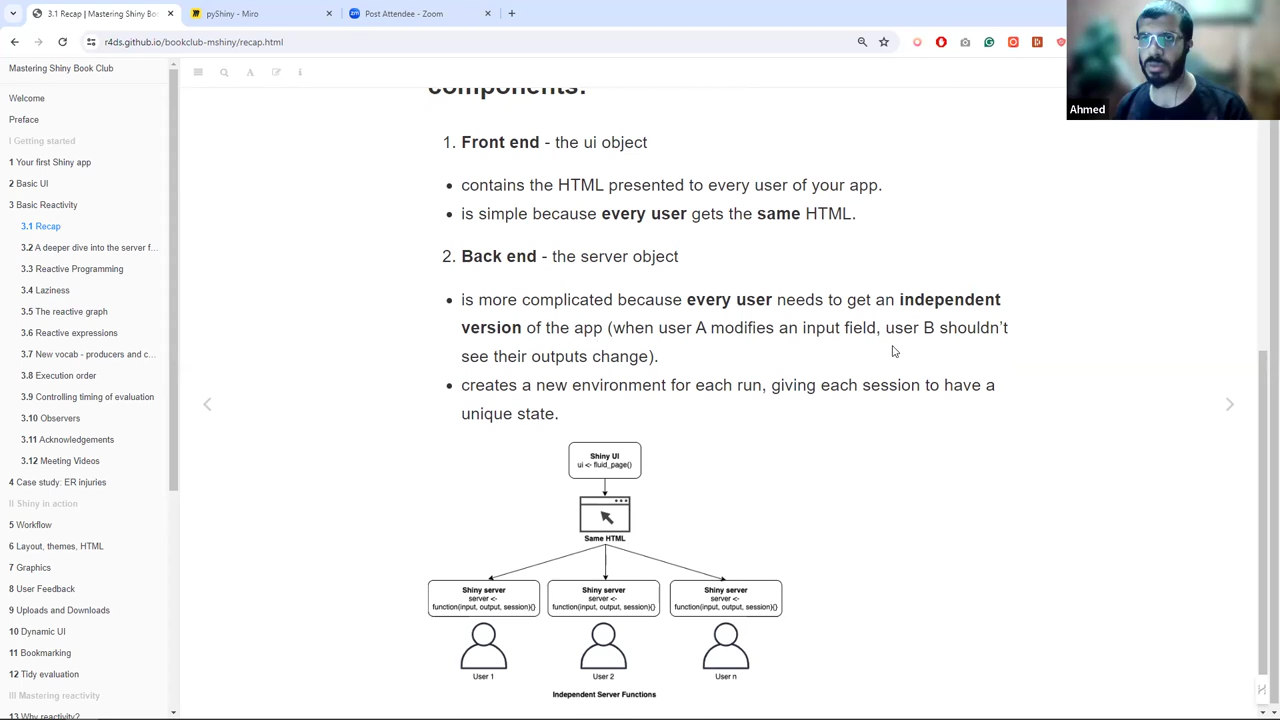 3.1 Recap | Mastering Shiny Boo
pyShiny - Miro
Post Attendee - Zoom
r4ds.github.io/bookclub-mshiny/recap.html
Ahmed
Mastering Shiny Book Club
Welcome
Preface
I Getting started
1 Your first Shiny app
2 Basic UI
3 Basic Reactivity
3.1 Recap
3.2 A deeper dive into the server f...
3.3 Reactive Programming
3.4 Laziness
3.5 The reactive graph
3.6 Reactive expressions
3.7 New vocab - producers and c...
3.8 Execution order
3.9 Controlling timing of evaluation
3.10 Observers
3.11 Acknowledgements
3.12 Meeting Videos
4 Case study: ER injuries
II Shiny in action
5 Workflow
6 Layout, themes, HTML
7 Graphics
8 User Feedback
9 Uploads and Downloads
10 Dynamic UI
11 Bookmarking
12 Tidy evaluation
III Mastering reactivity
13 Why reactivity?
components:
1. Front end - the ui object
• contains the HTML presented to every user of your app.
• is simple because every user gets the same HTML.
2. Back end - the server object
• is more complicated because every user needs to get an independent
version of the app (when user A modifies an input field, user B shouldn't
see their outputs change).
• creates a new environment for each run, giving each session to have a
unique state.
Shiny UI
ui <- fluid_page()
Same HTML
Shiny server
server <-
function(input, output, session){}
Shiny server
server <-
function(input, output, session){}
Shiny server
server <-
function(input, output, session){}
User 1
User 2
User n
Independent Server Functions